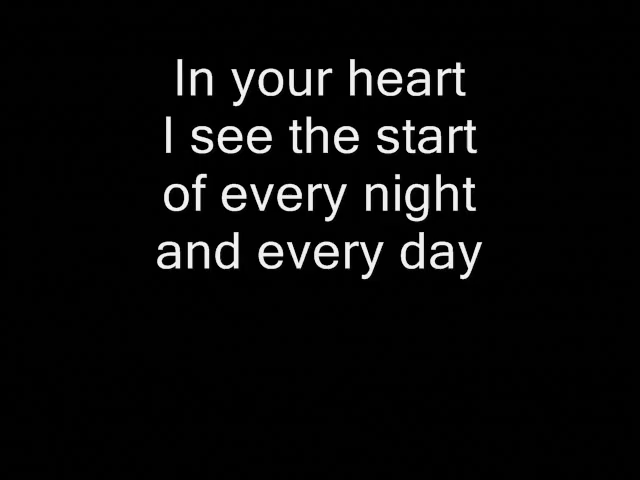 In your heart
I see the start
of every night
and every day